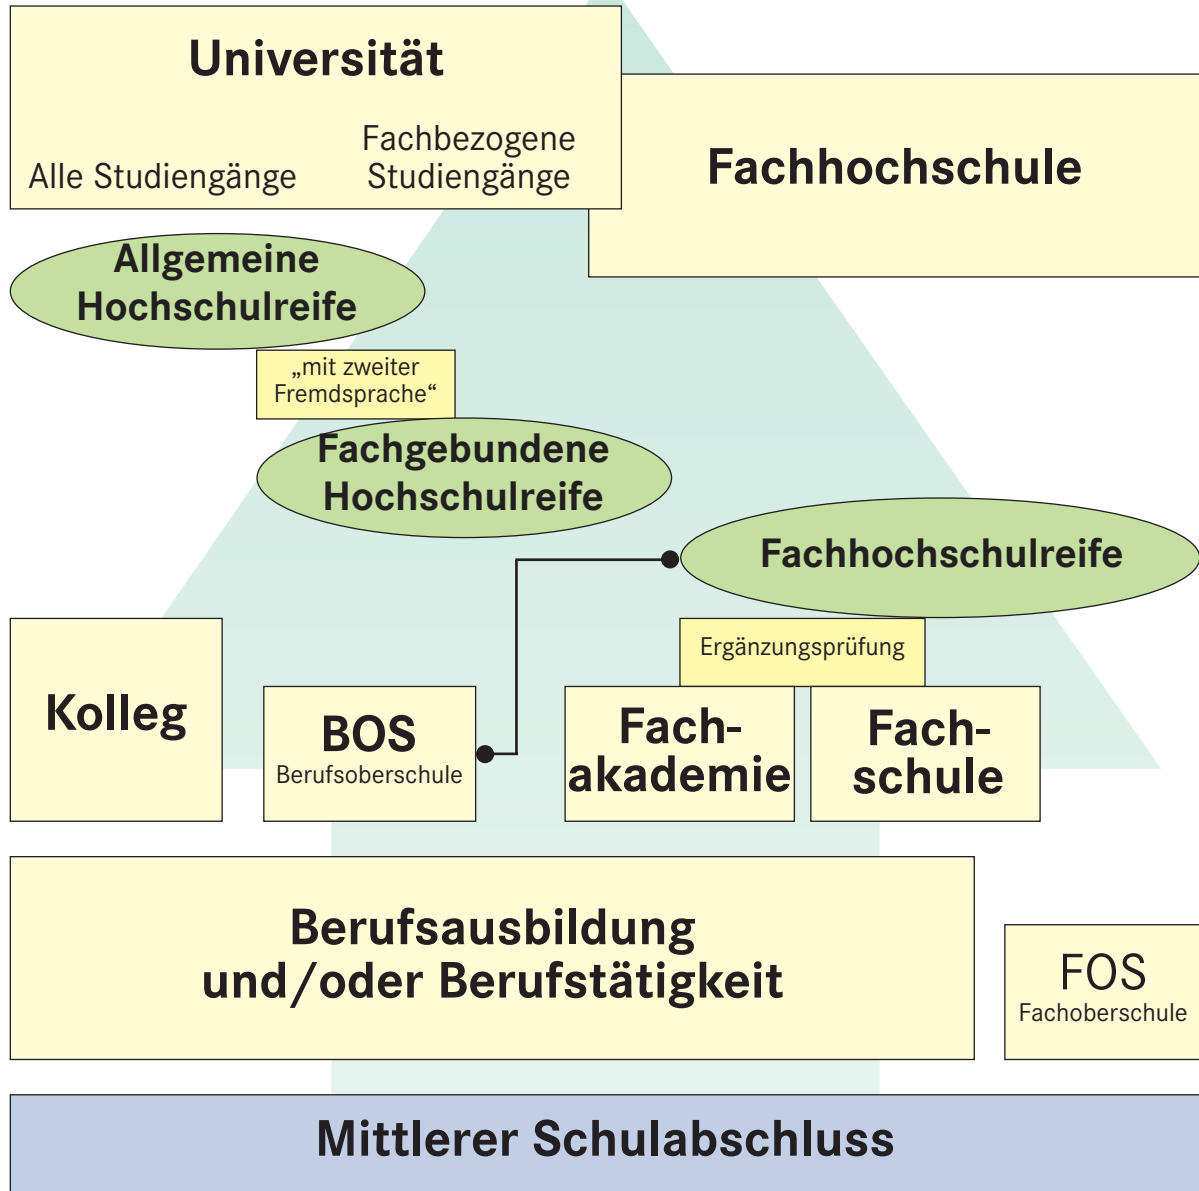 Universität
Alle Studiengänge
Fachbezogene
Studiengänge
Fachhochschule
Allgemeine
Hochschulreife
„mit zweiter
Fremdsprache“
Fachgebundene
Hochschulreife
Fachhochschulreife
Ergänzungsprüfung
Kolleg
BOS
Berufsoberschule
Fach-
akademie
Fach-
schule
Berufsausbildung
und/oder Berufstätigkeit
FOS
Fachoberschule
Mittlerer Schulabschluss